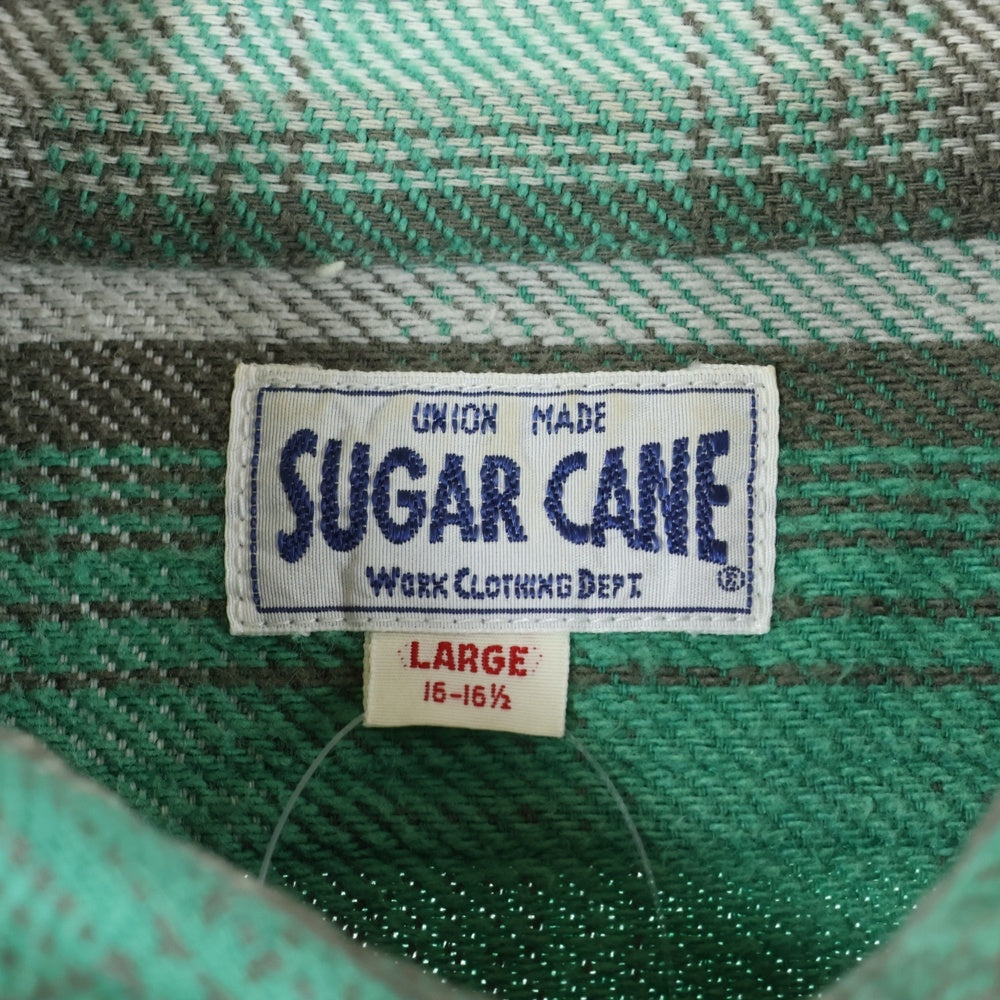 UNION MADE
SUGAR CANE
WORK CLOTHING DEPT. ®
LARGE
16-16½